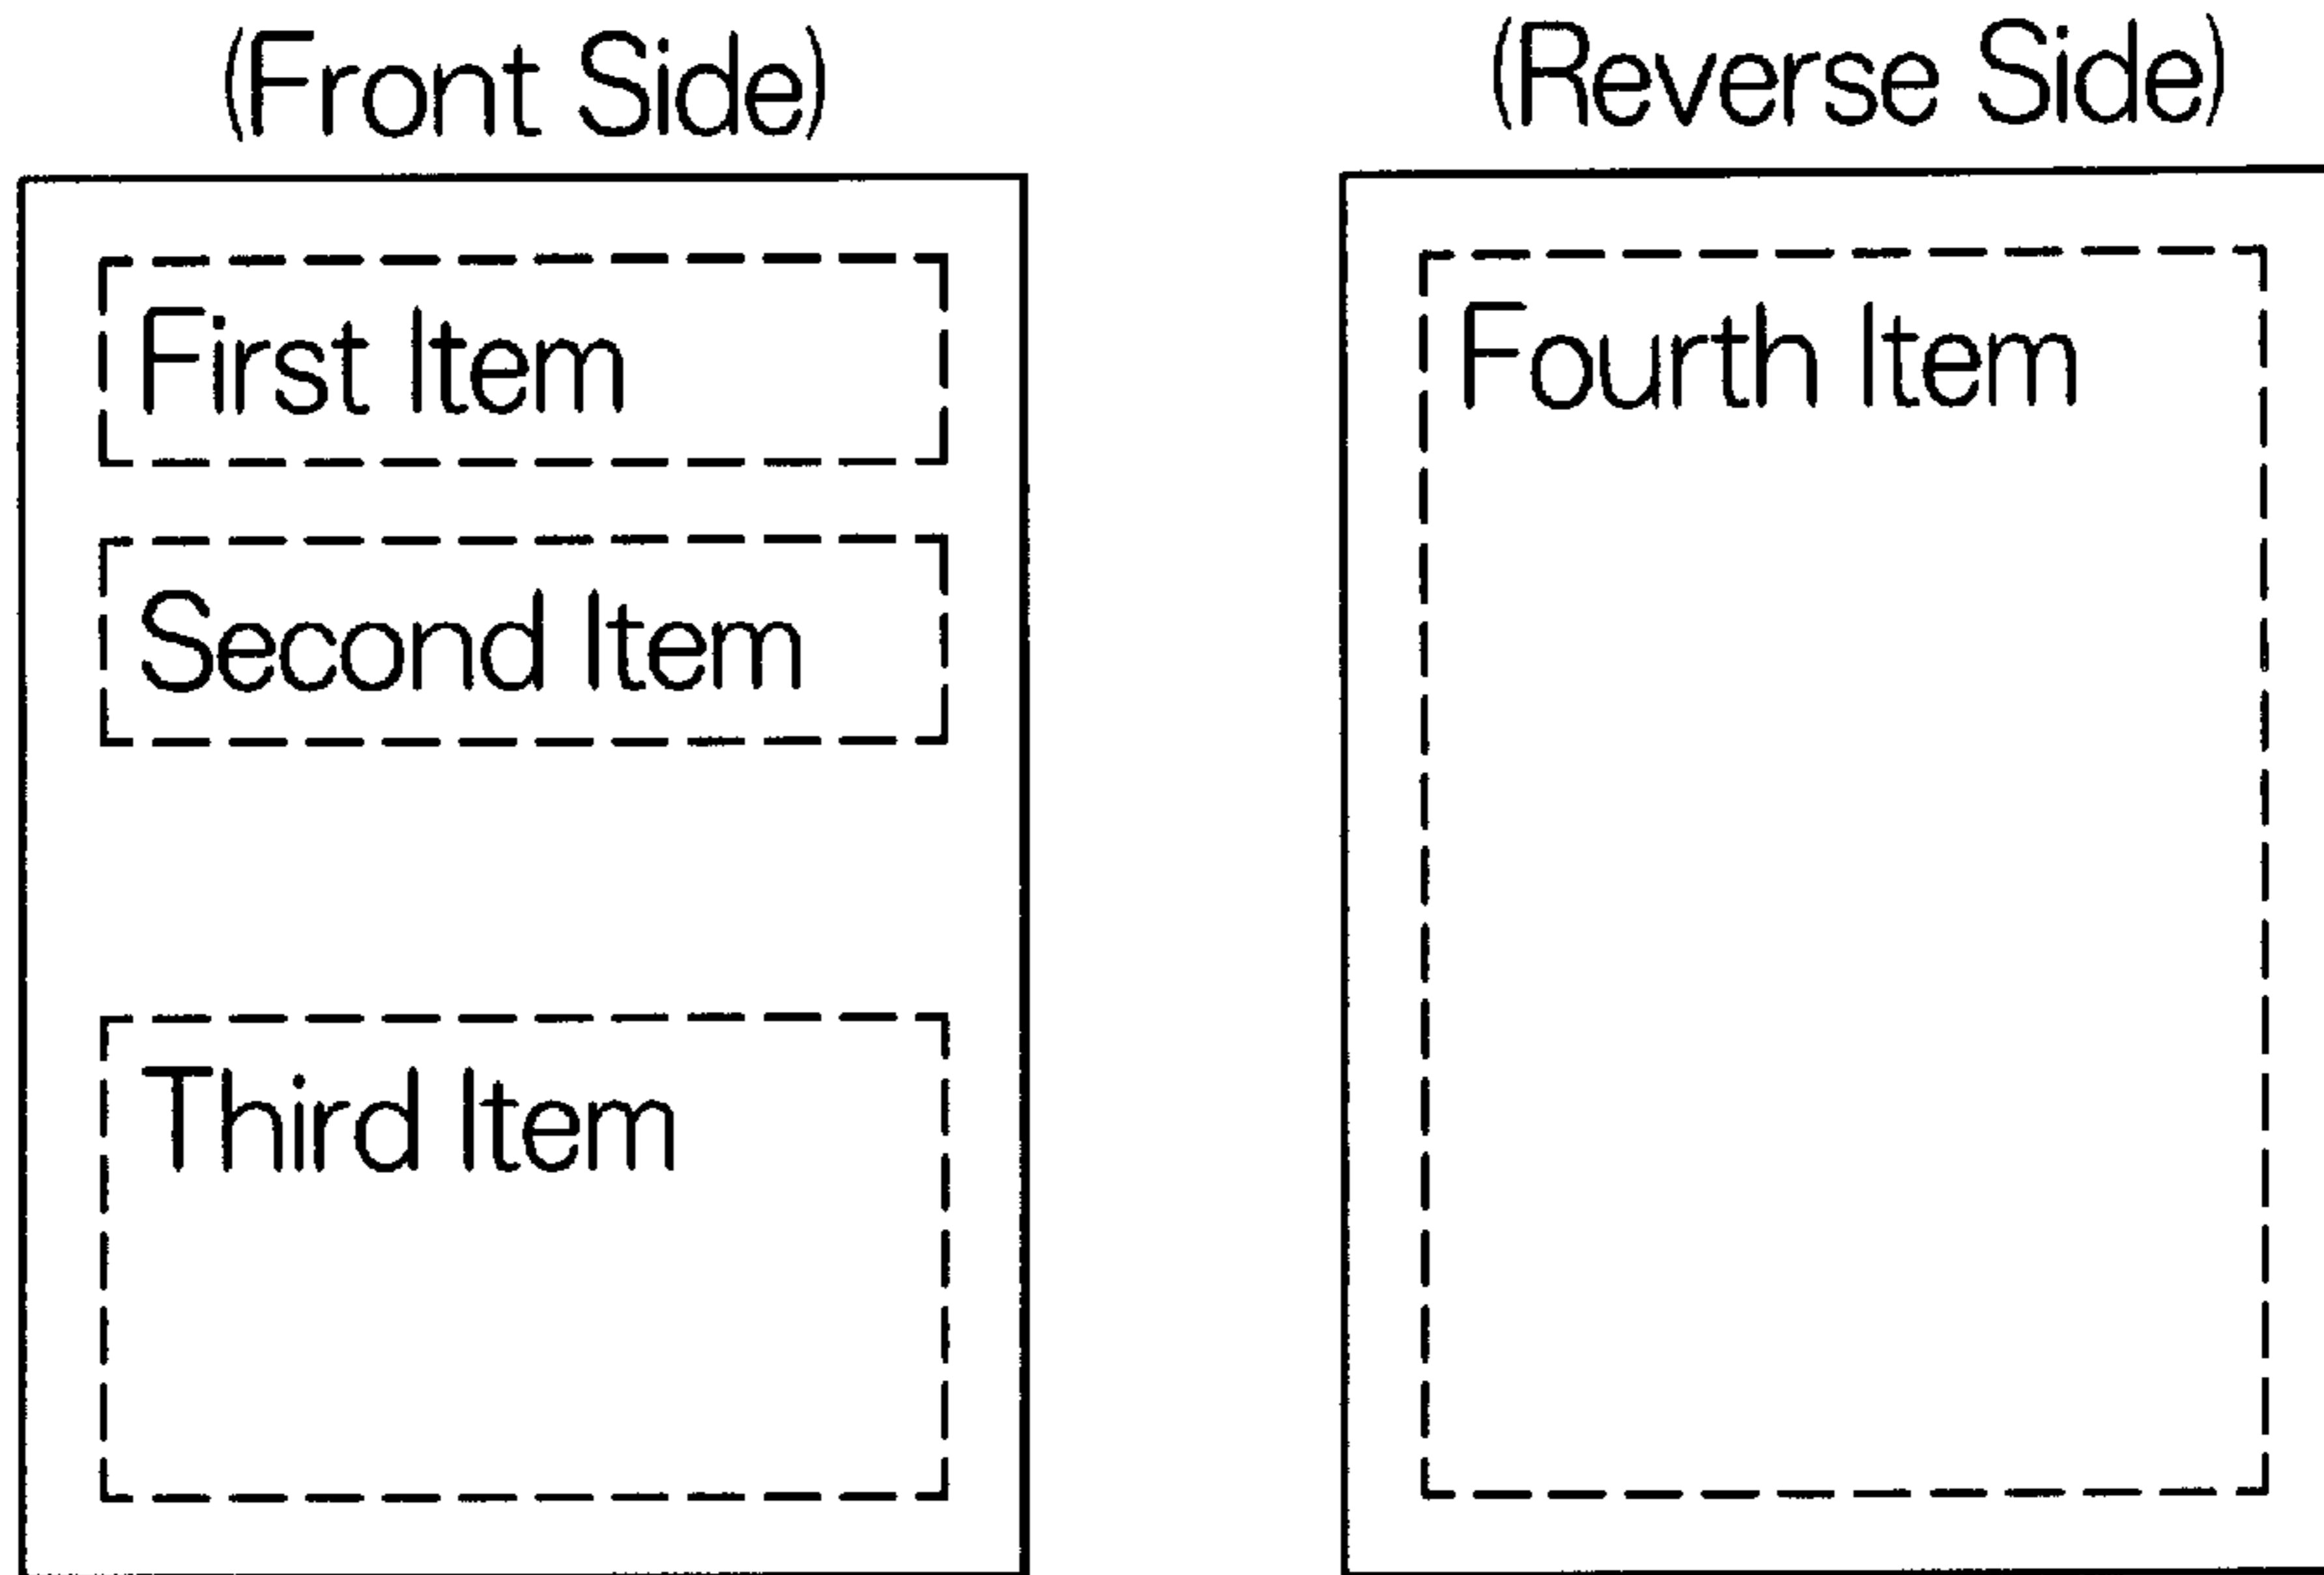 (Front Side)
First Item
Second Item
Third Item
(Reverse Side)
Fourth Item